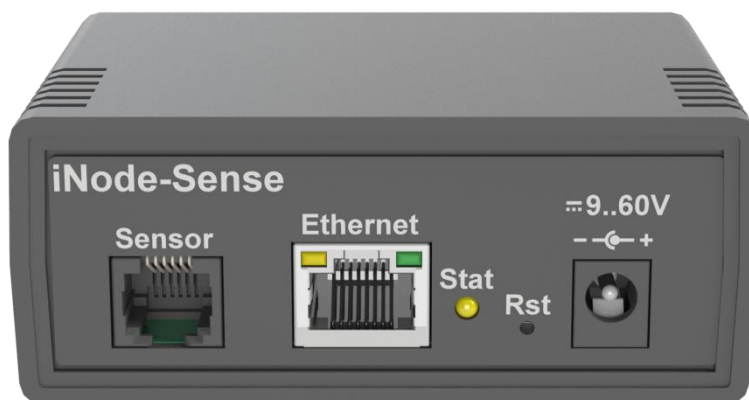 iNode-Sense
Sensor
Ethernet
Stat
Rst
⎓9..60V
- +